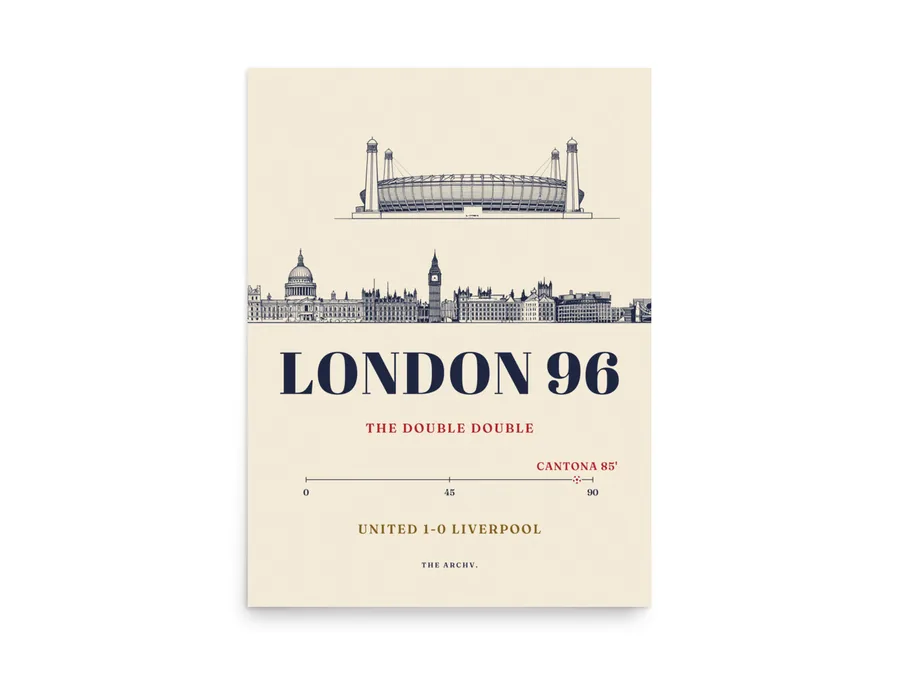 LONDON 96
THE DOUBLE DOUBLE
CANTONA 85'
0 45 90
UNITED 1-0 LIVERPOOL
THE ARCHV.